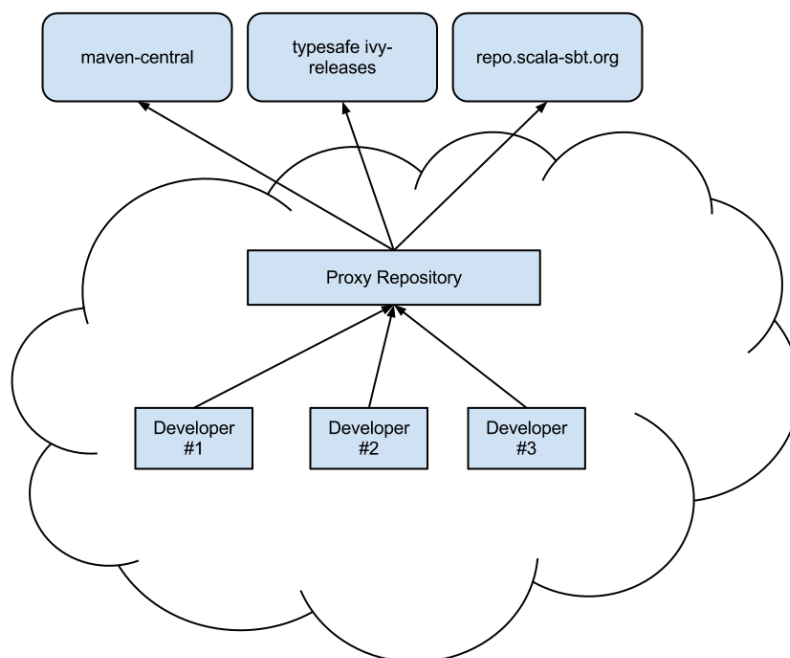 maven-central
typesafe ivy-
releases
repo.scala-sbt.org
Proxy Repository
Developer
#1
Developer
#2
Developer
#3